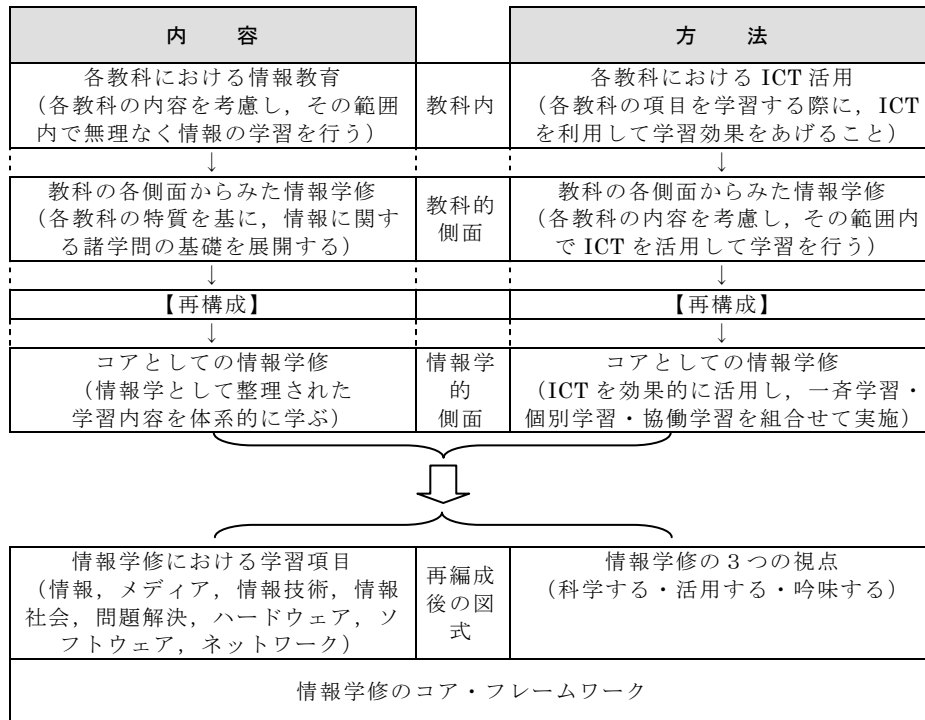 内　容
方　法
各教科における情報教育
（各教科の内容を考慮し，その範囲
内で無理なく情報の学習を行う）
教科内
各教科における ICT 活用
（各教科の項目を学習する際に，ICT
を利用して学習効果をあげること）
↓
↓
教科の各側面からみた情報学修
（各教科の特質を基に，情報に関す
る諸学問の基礎を展開する）
教科的
側面
教科の各側面からみた情報学修
（各教科の内容を考慮し，その範囲内
で ICT を活用して学習を行う）
↓
↓
【再構成】
【再構成】
↓
↓
コアとしての情報学修
（情報学として整理された
学習内容を体系的に学ぶ）
情報学
的
側面
コアとしての情報学修
（ICT を効果的に活用し，一斉学習・
個別学習・協働学習を組合せて実施）
情報学修における学習項目
（情報，メディア，情報技術，情報
社会，問題解決，ハードウェア，ソ
フトウェア，ネットワーク）
再編成
後の図
式
情報学修の３つの視点
（科学する・活用する・吟味する）
情報学修のコア・フレームワーク